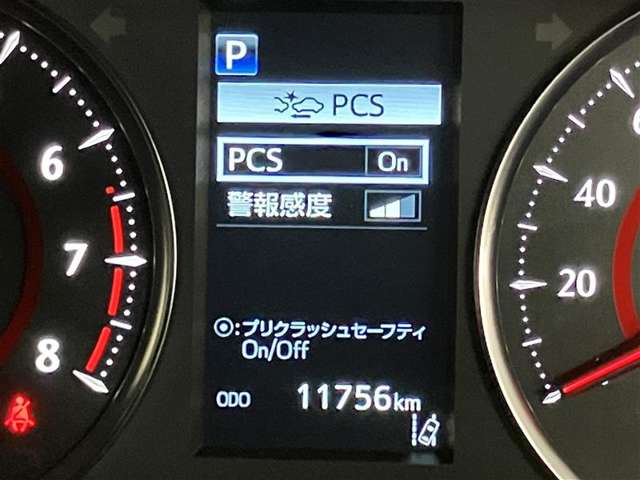 P
PCS
PCS On
警報感度
◉:プリクラッシュセーフティ
On/Off
ODO 11756km
6
7
8
40
20